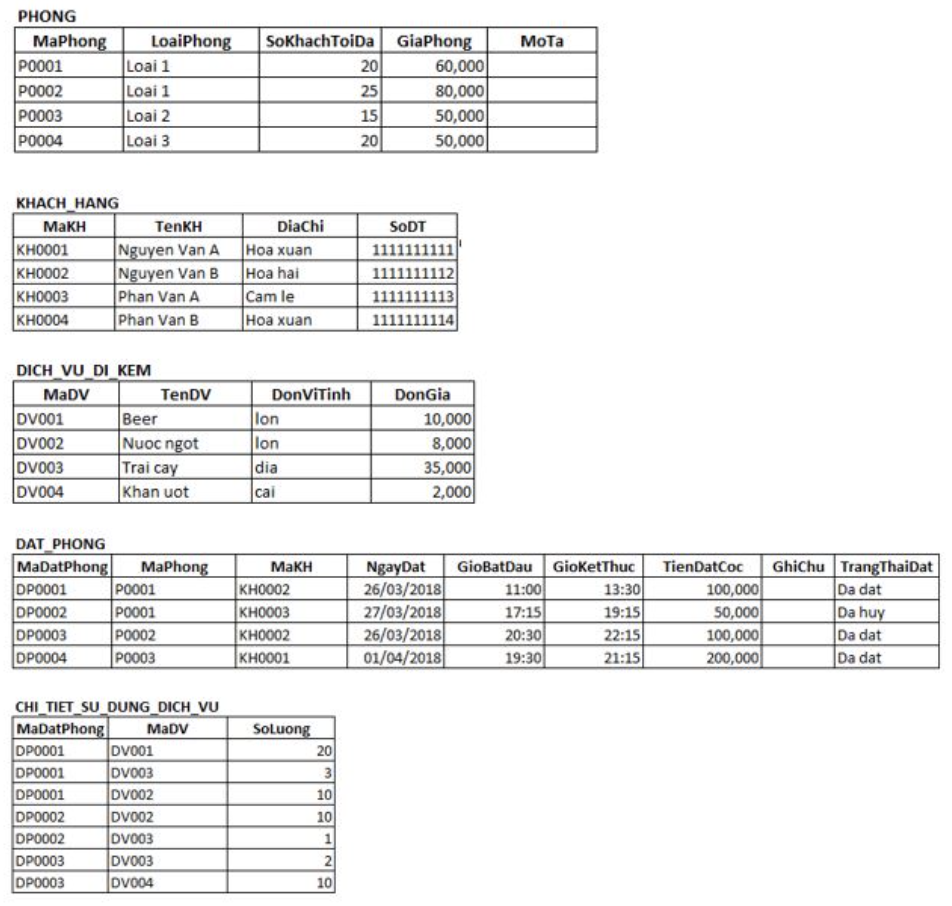 PHONG
MaPhong LoaiPhong SoKhachToiDa GiaPhong MoTa
P0001 Loai 1 20 60,000
P0002 Loai 1 25 80,000
P0003 Loai 2 15 50,000
P0004 Loai 3 20 50,000
KHACH_HANG
MaKH TenKH DiaChi SoDT
KH0001 Nguyen Van A Hoa xuan 1111111111
KH0002 Nguyen Van B Hoa hai 1111111112
KH0003 Phan Van A Cam le 1111111113
KH0004 Phan Van B Hoa xuan 1111111114
DICH_VU_DI_KEM
MaDV TenDV DonViTinh DonGia
DV001 Beer lon 10,000
DV002 Nuoc ngot lon 8,000
DV003 Trai cay dia 35,000
DV004 Khan uot cai 2,000
DAT_PHONG
MaDatPhong MaPhong MaKH NgayDat GioBatDau GioKetThuc TienDatCoc GhiChu TrangThaiDat
DP0001 P0001 KH0002 26/03/2018 11:00 13:30 100,000 Da dat
DP0002 P0001 KH0003 27/03/2018 17:15 19:15 50,000 Da huy
DP0003 P0002 KH0002 26/03/2018 20:30 22:15 100,000 Da dat
DP0004 P0003 KH0001 01/04/2018 19:30 21:15 200,000 Da dat
CHI_TIET_SU_DUNG_DICH_VU
MaDatPhong MaDV SoLuong
DP0001 DV001 20
DP0001 DV003 3
DP0001 DV002 10
DP0002 DV002 10
DP0002 DV003 1
DP0003 DV003 2
DP0003 DV004 10